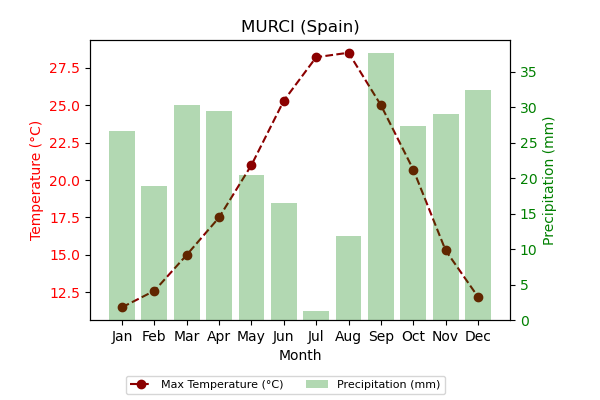 MURCI (Spain)
27.5
25.0
22.5
20.0
17.5
15.0
12.5
Temperature (°C)
35
30
25
20
15
10
5
0
Precipitation (mm)
Jan Feb Mar Apr May Jun Jul Aug Sep Oct Nov Dec
Month
Max Temperature (°C) Precipitation (mm)